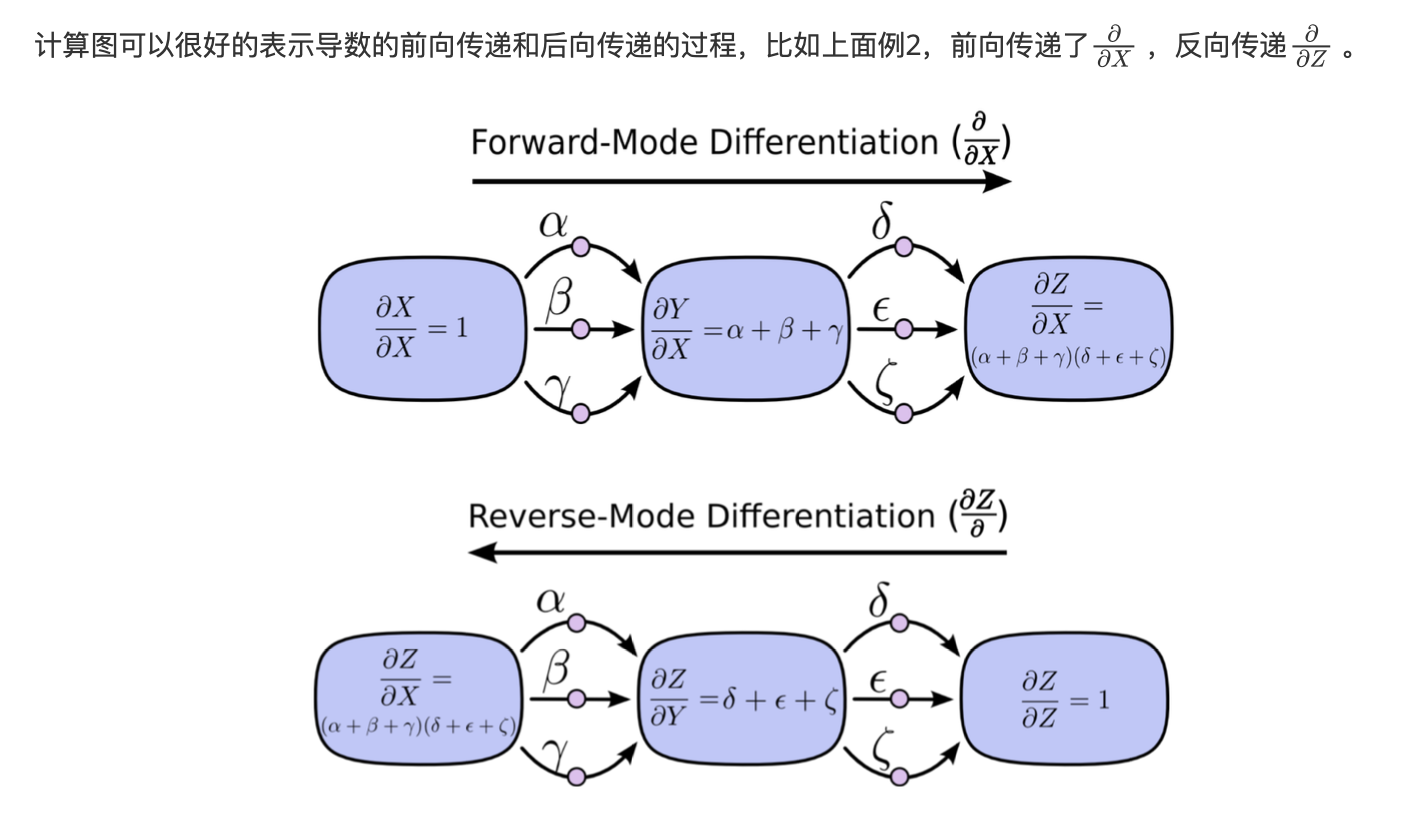 计算图可以很好的表示导数的前向传递和后向传递的过程，比如上面例2，前向传递了 ∂/∂X ，反向传递 ∂/∂Z 。
Forward-Mode Differentiation (∂/∂X)
α δ
β ϵ
γ ζ
∂X/∂X = 1
∂Y/∂X = α + β + γ
∂Z/∂X =
(α + β + γ)(δ + ϵ + ζ)
Reverse-Mode Differentiation (∂Z/∂)
α δ
β ϵ
γ ζ
∂Z/∂X =
(α + β + γ)(δ + ϵ + ζ)
∂Z/∂Y = δ + ϵ + ζ
∂Z/∂Z = 1